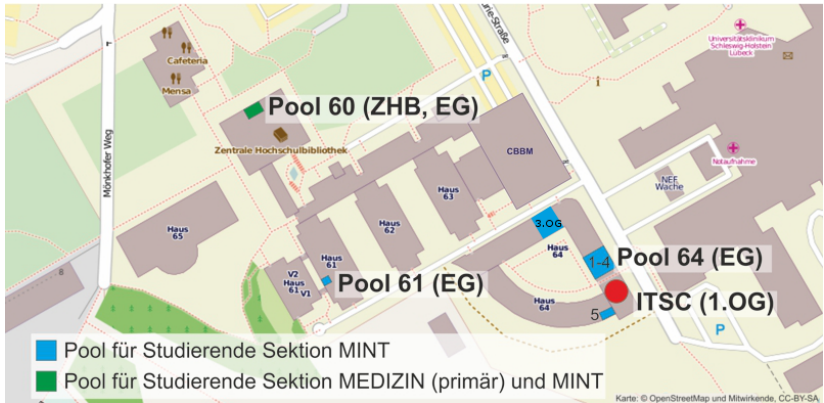 Cafeteria
Mensa
Pool 60 (ZHB, EG)
Zentrale Hochschulbibliothek
Mönkhofer Weg
P
Universitätsklinikum
Schleswig-Holstein
Lübeck
CBBM
Notaufnahme
NEF
Wache
Haus
65
Haus
63
Haus
62
Haus
61
V2
Haus
61
V1
3.OG
Haus
64
1-4
Pool 64 (EG)
Pool 61 (EG)
Haus
64
ITSC (1.OG)
5
P
Pool für Studierende Sektion MINT
Pool für Studierende Sektion MEDIZIN (primär) und MINT
Karte: © OpenStreetMap und Mitwirkende, CC-BY-SA